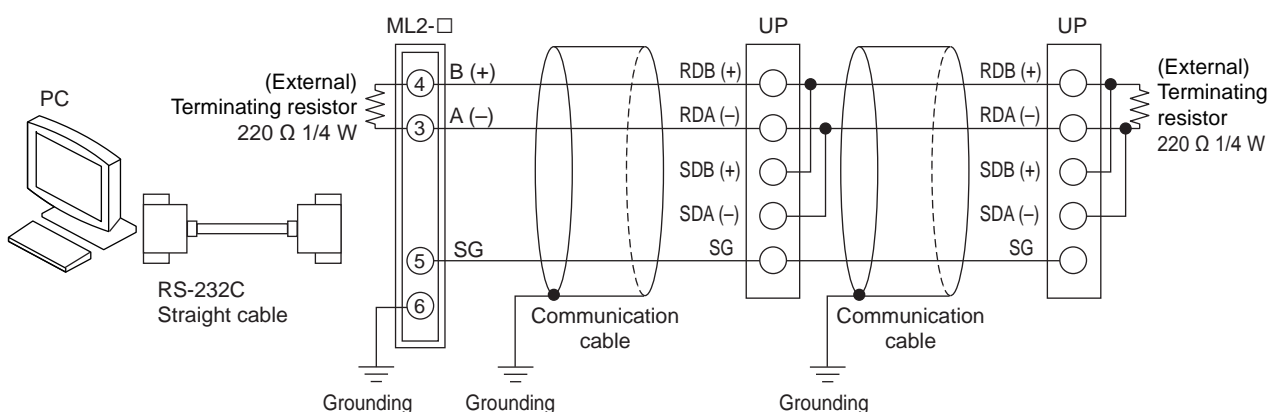 ML2-□
UP
UP
PC
(External)
Terminating resistor
220 Ω 1/4 W
4
B (+)
RDB (+)
RDB (+)
(External)
Terminating
resistor
220 Ω 1/4 W
3
A (–)
RDA (–)
RDA (–)
SDB (+)
SDB (+)
SDA (–)
SDA (–)
5
SG
SG
SG
6
RS-232C
Straight cable
Communication
cable
Communication
cable
Grounding
Grounding
Grounding